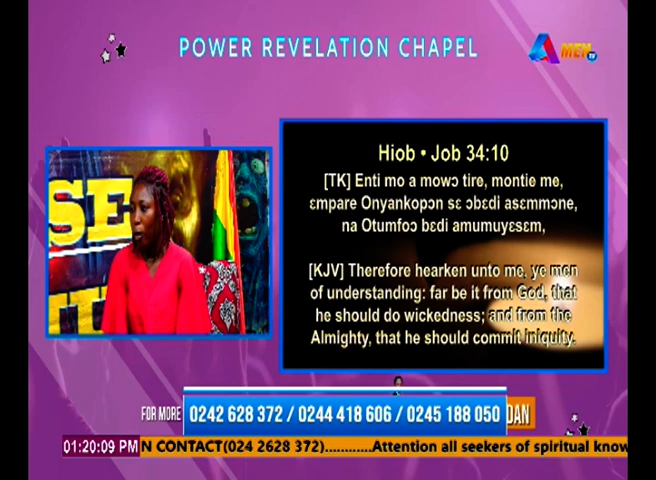 POWER REVELATION CHAPEL
AMEN TV
SE
Hiob • Job 34:10
[TK] Enti mo a mowɔ tire, montie me,
ɛmpare Onyankopɔn sɛ ɔbɛdi asɛmmɔne,
na Otumfoɔ bɛdi amumuyɛsɛm,
[KJV] Therefore hearken unto me, ye men
of understanding: far be it from God, that
he should do wickedness; and from the
Almighty, that he should commit iniquity.
FOR MORE 0242 628 372 / 0244 418 606 / 0245 188 050 DAN
01:20:09 PM N CONTACT(024 2628 372)............Attention all seekers of spiritual know